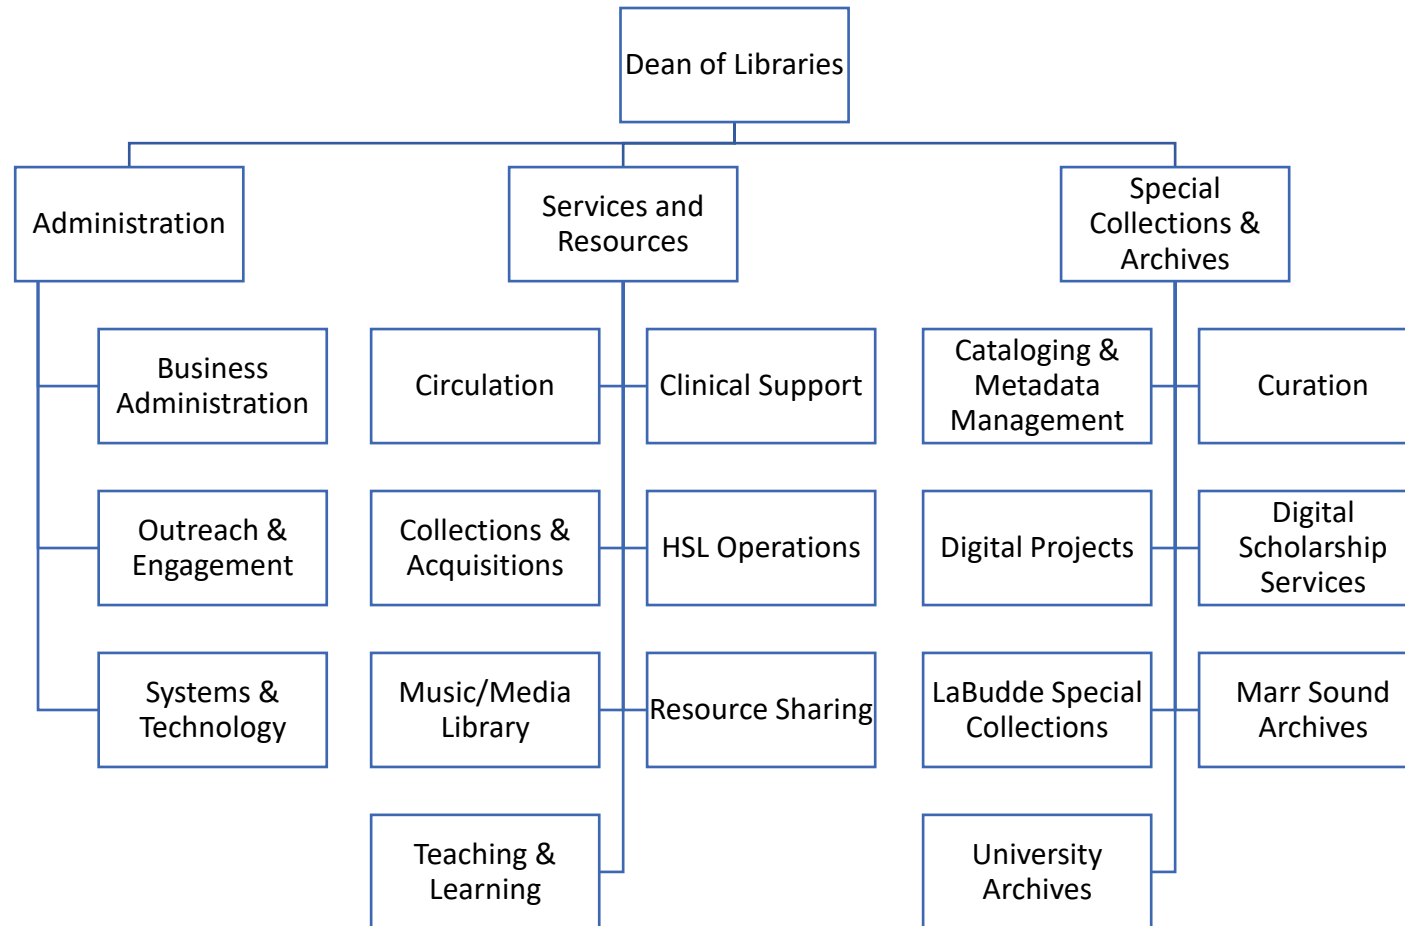 Dean of Libraries
Administration
Services and
Resources
Special
Collections &
Archives
Business
Administration
Circulation
Clinical Support
Cataloging &
Metadata
Management
Curation
Outreach &
Engagement
Collections &
Acquisitions
HSL Operations
Digital Projects
Digital
Scholarship
Services
Systems &
Technology
Music/Media
Library
Resource Sharing
LaBudde Special
Collections
Marr Sound
Archives
Teaching &
Learning
University
Archives